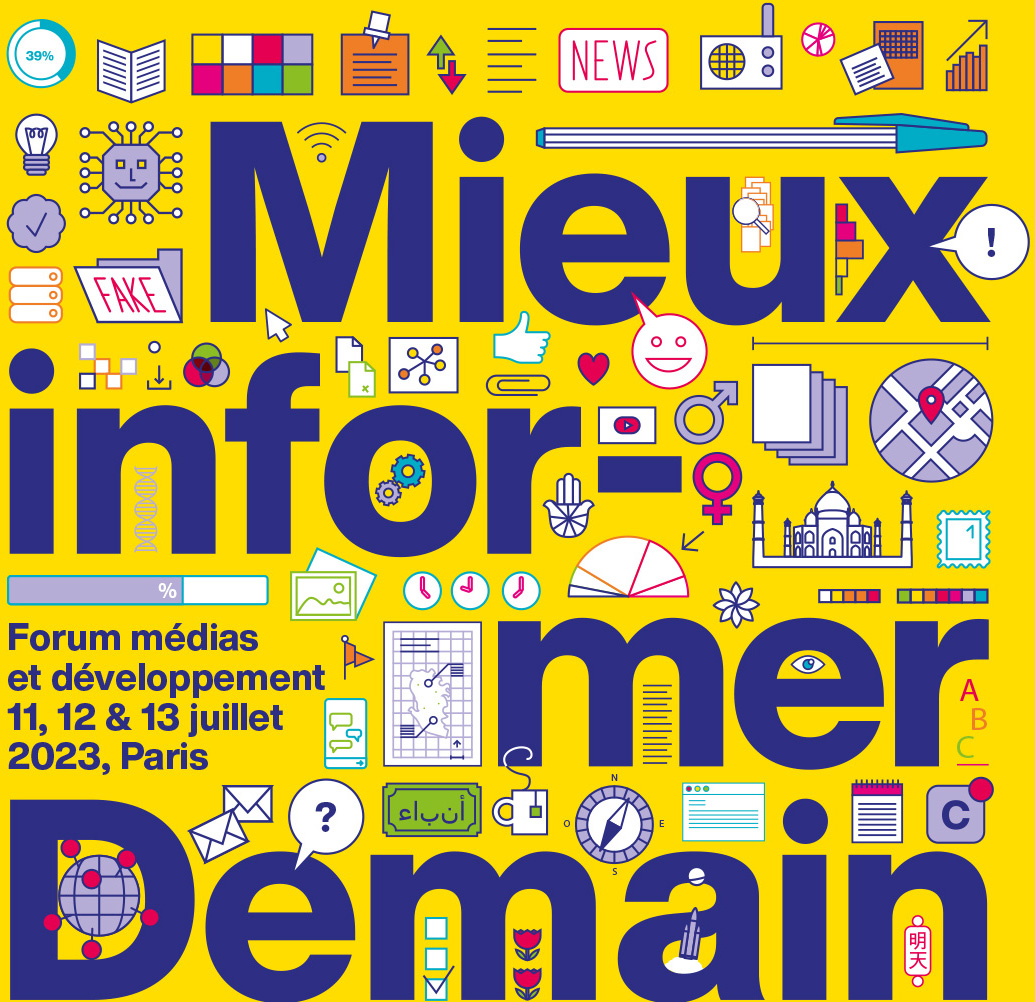 39%
NEWS
Mieux
!
FAKE
infor-
1
%
Forum médias
et développement
11, 12 & 13 juillet
2023, Paris
mer
A
B
C
N
O
E
S
?
أنباء
C
Demain
明
天